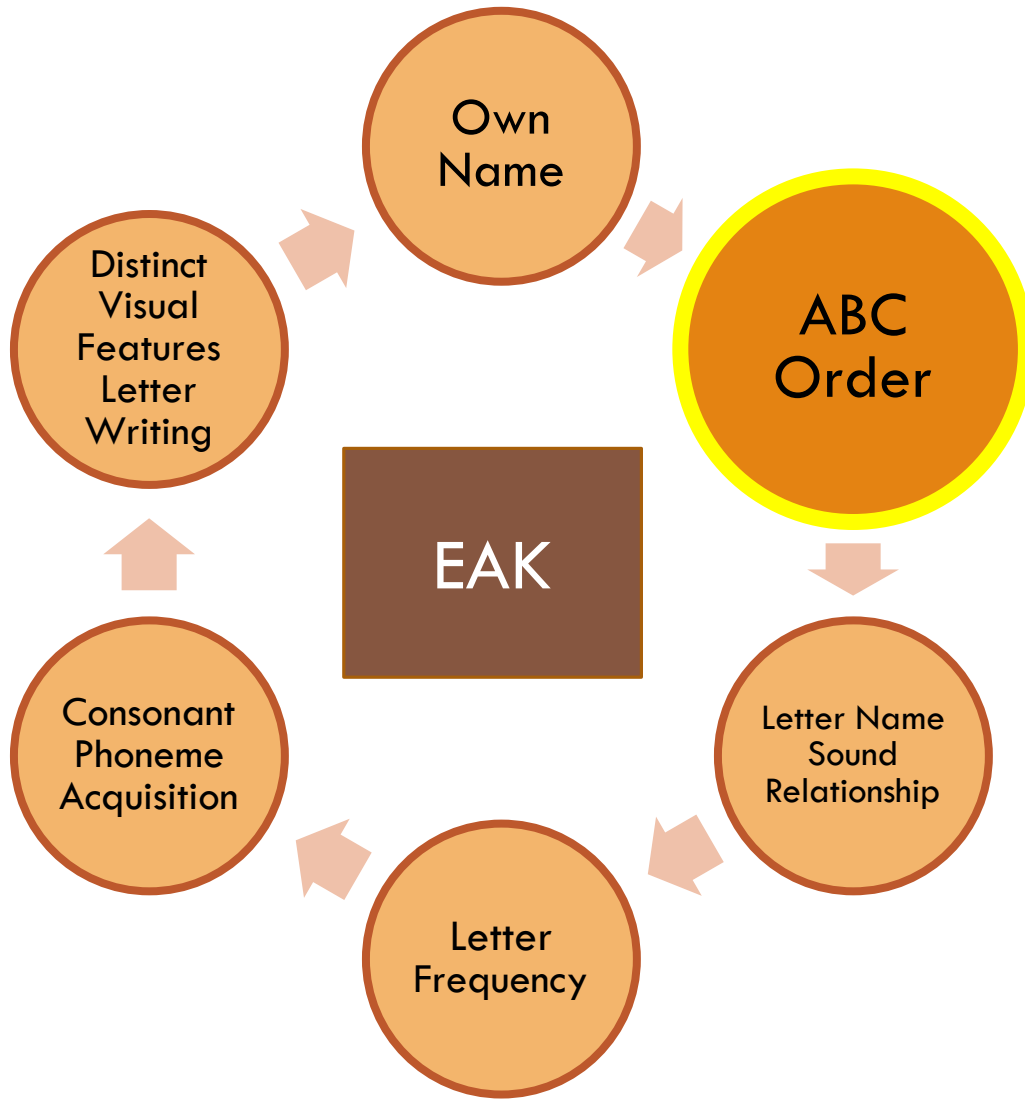 Own
Name
ABC
Order
Letter Name
Sound
Relationship
Letter
Frequency
Consonant
Phoneme
Acquisition
Distinct
Visual
Features
Letter
Writing
EAK